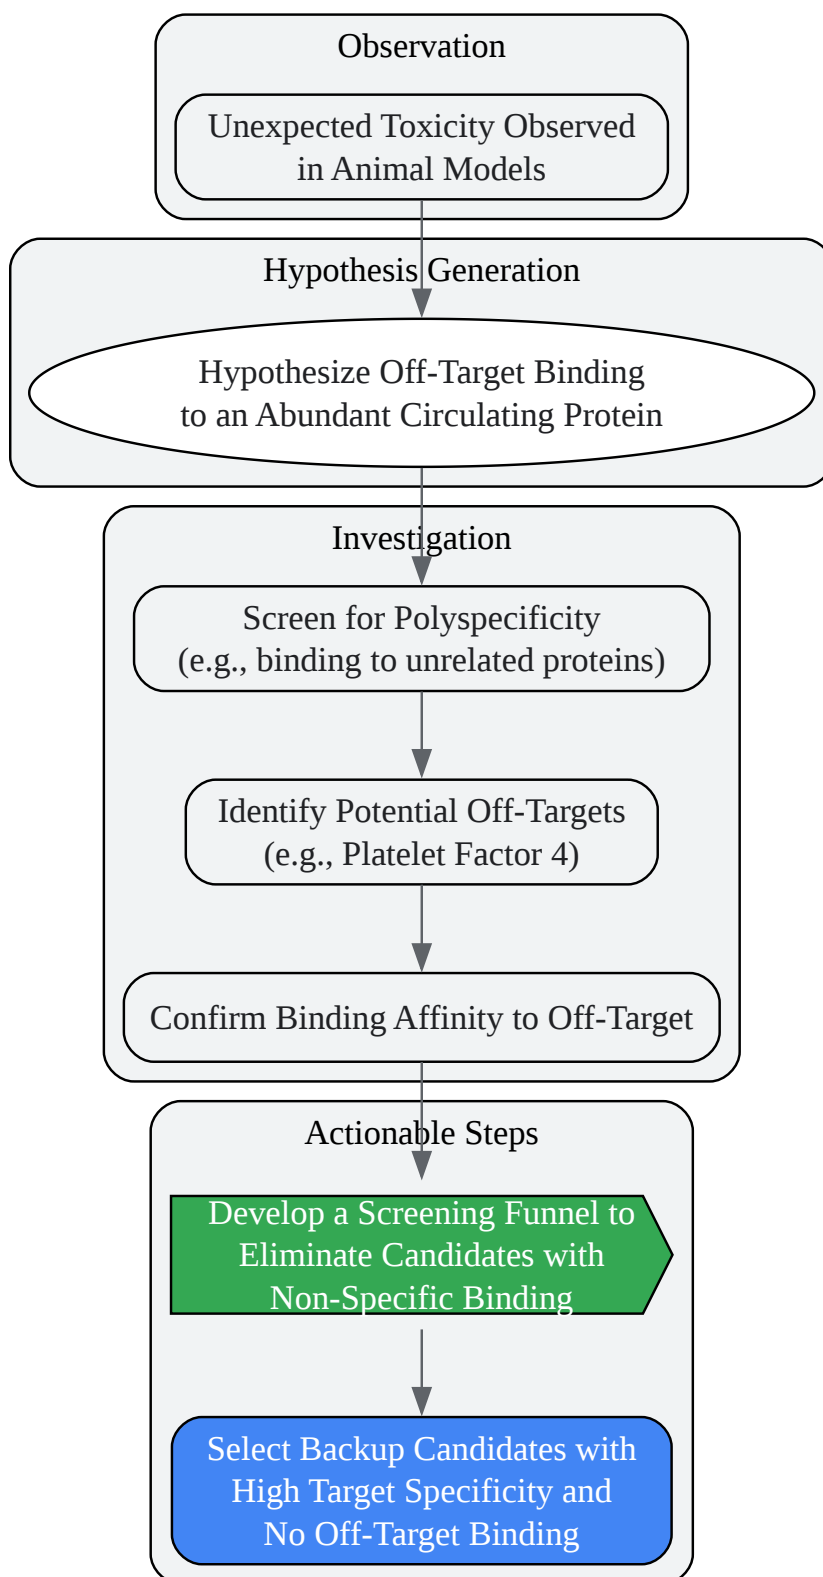 Observation
Unexpected Toxicity Observed
in Animal Models
Hypothesis Generation
Hypothesize Off-Target Binding
to an Abundant Circulating Protein
Investigation
Screen for Polyspecificity
(e.g., binding to unrelated proteins)
Identify Potential Off-Targets
(e.g., Platelet Factor 4)
Confirm Binding Affinity to Off-Target
Actionable Steps
Develop a Screening Funnel to
Eliminate Candidates with
Non-Specific Binding
Select Backup Candidates with
High Target Specificity and
No Off-Target Binding